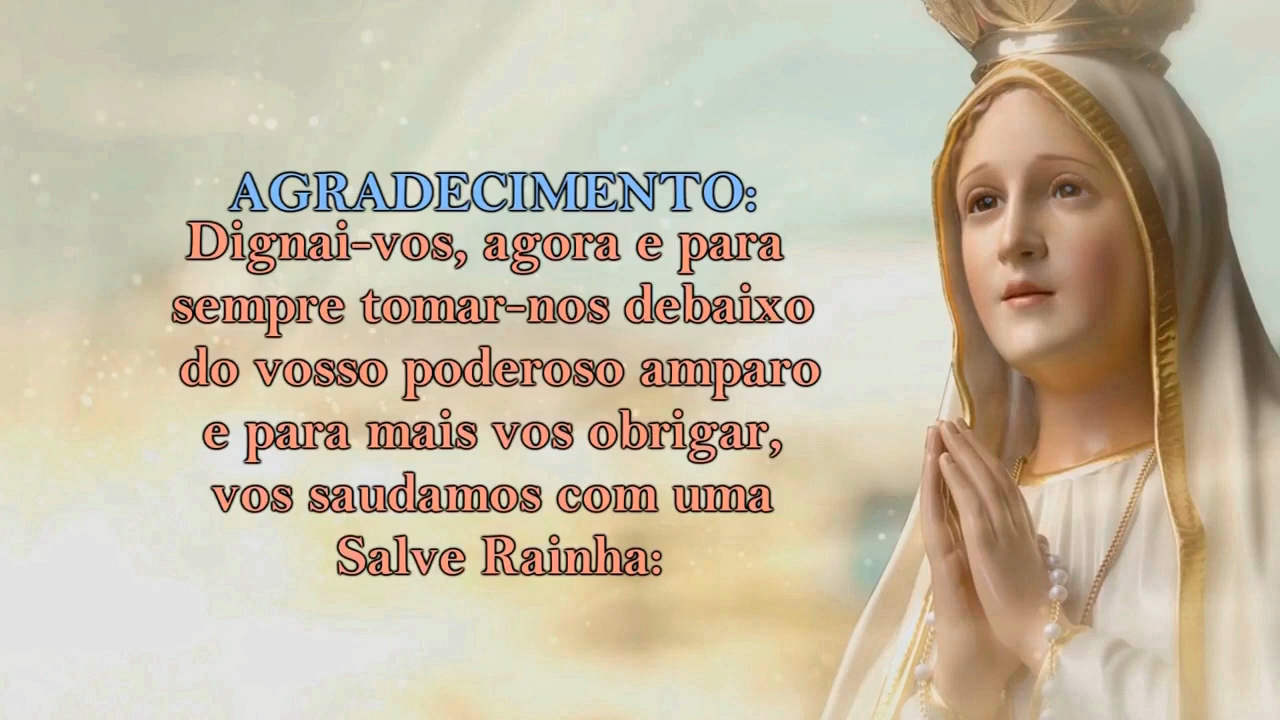 AGRADECIMENTO:
Dignai-vos, agora e para
sempre tomar-nos debaixo
do vosso poderoso amparo
e para mais vos obrigar,
vos saudamos com uma
Salve Rainha: